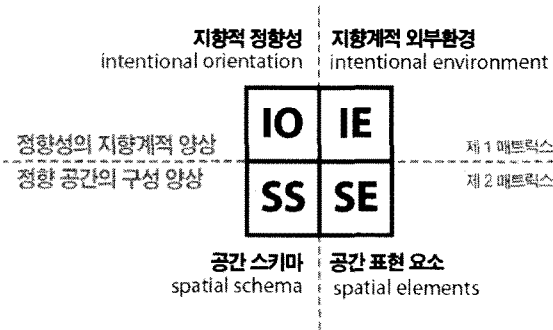 지향적 정향성 지향계적 외부환경
intentional orientation intentional environment
IO IE
정향성의 지향계적 양상 제 1 매트릭스
정향 공간의 구성 양상 제 2 매트릭스
SS SE
공간 스키마 공간 표현 요소
spatial schema spatial elements